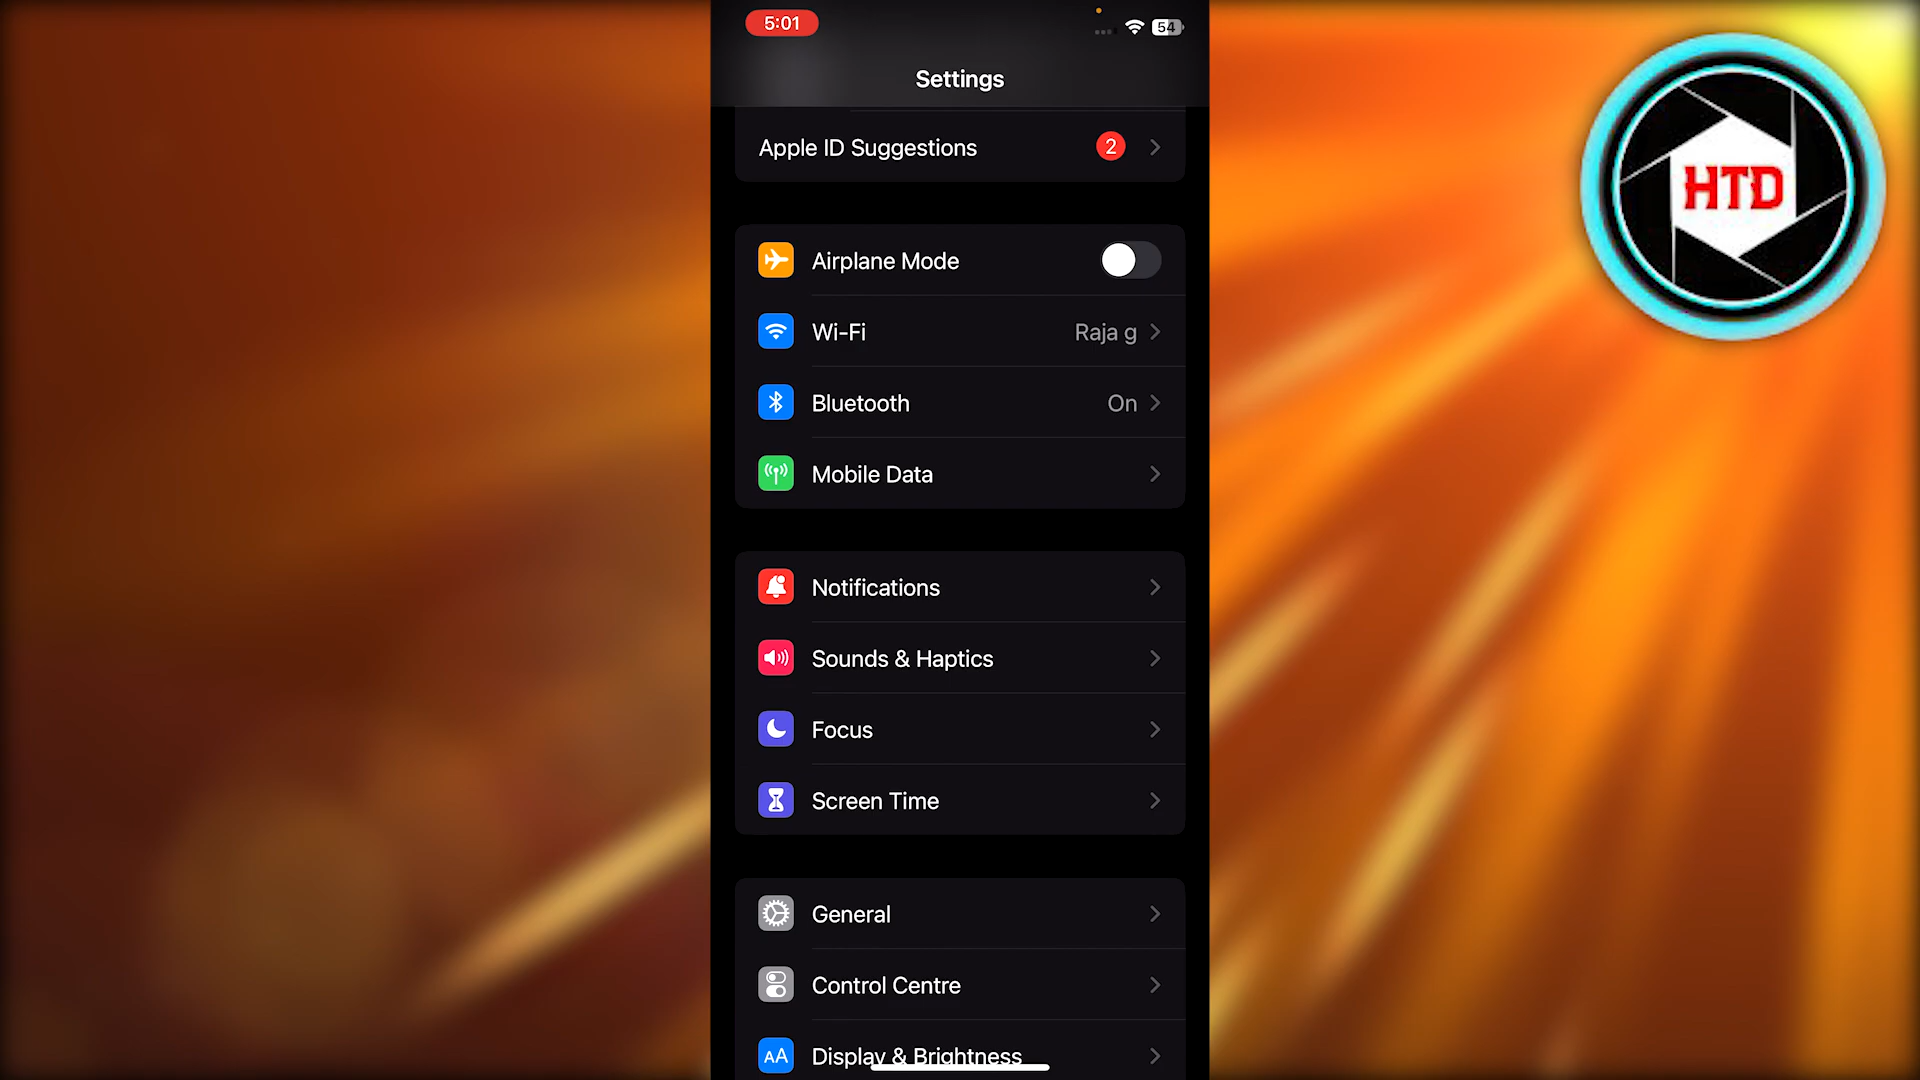 5:01
54
Settings
Apple ID Suggestions 2
Airplane Mode
Wi-Fi Raja g
Bluetooth On
Mobile Data
Notifications
Sounds & Haptics
Focus
Screen Time
General
Control Centre
AA Display & Brightness
HTD